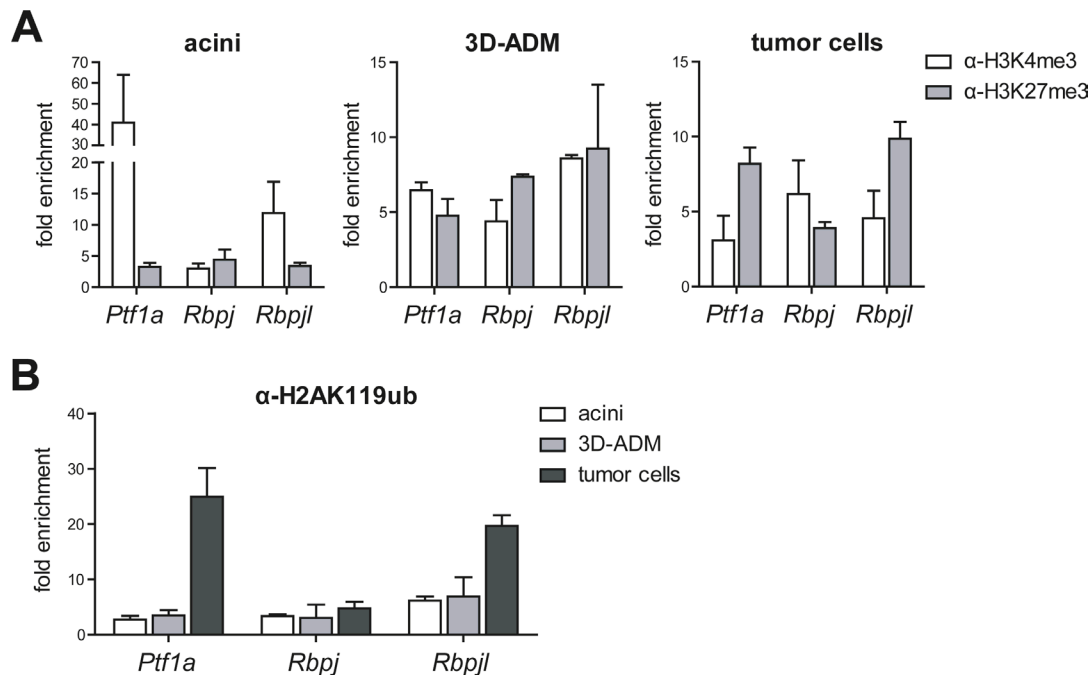 A
acini
3D-ADM
tumor cells
α-H3K4me3
α-H3K27me3
fold enrichment
70
60
50
40
30
20
15
10
5
0
Ptf1a Rbpj Rbpjl
fold enrichment
15
10
5
0
Ptf1a Rbpj Rbpjl
fold enrichment
15
10
5
0
Ptf1a Rbpj Rbpjl
B
α-H2AK119ub
acini
3D-ADM
tumor cells
fold enrichment
40
30
20
10
0
Ptf1a Rbpj Rbpjl